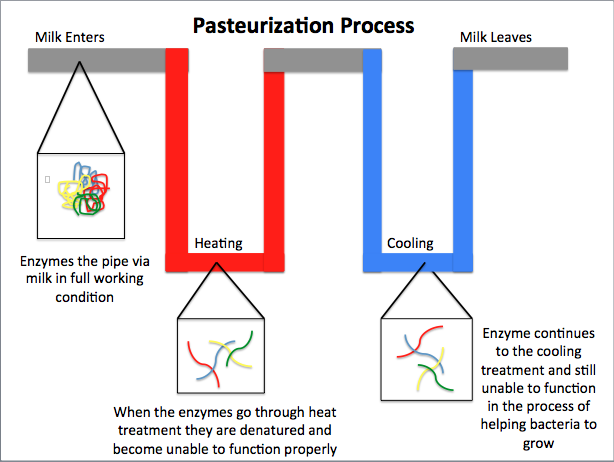 Pasteurization Process
Milk Enters
Milk Leaves
Heating
Cooling
Enzymes the pipe via
milk in full working
condition
When the enzymes go through heat
treatment they are denatured and
become unable to function properly
Enzyme continues
to the cooling
treatment and still
unable to function
in the process of
helping bacteria to
grow